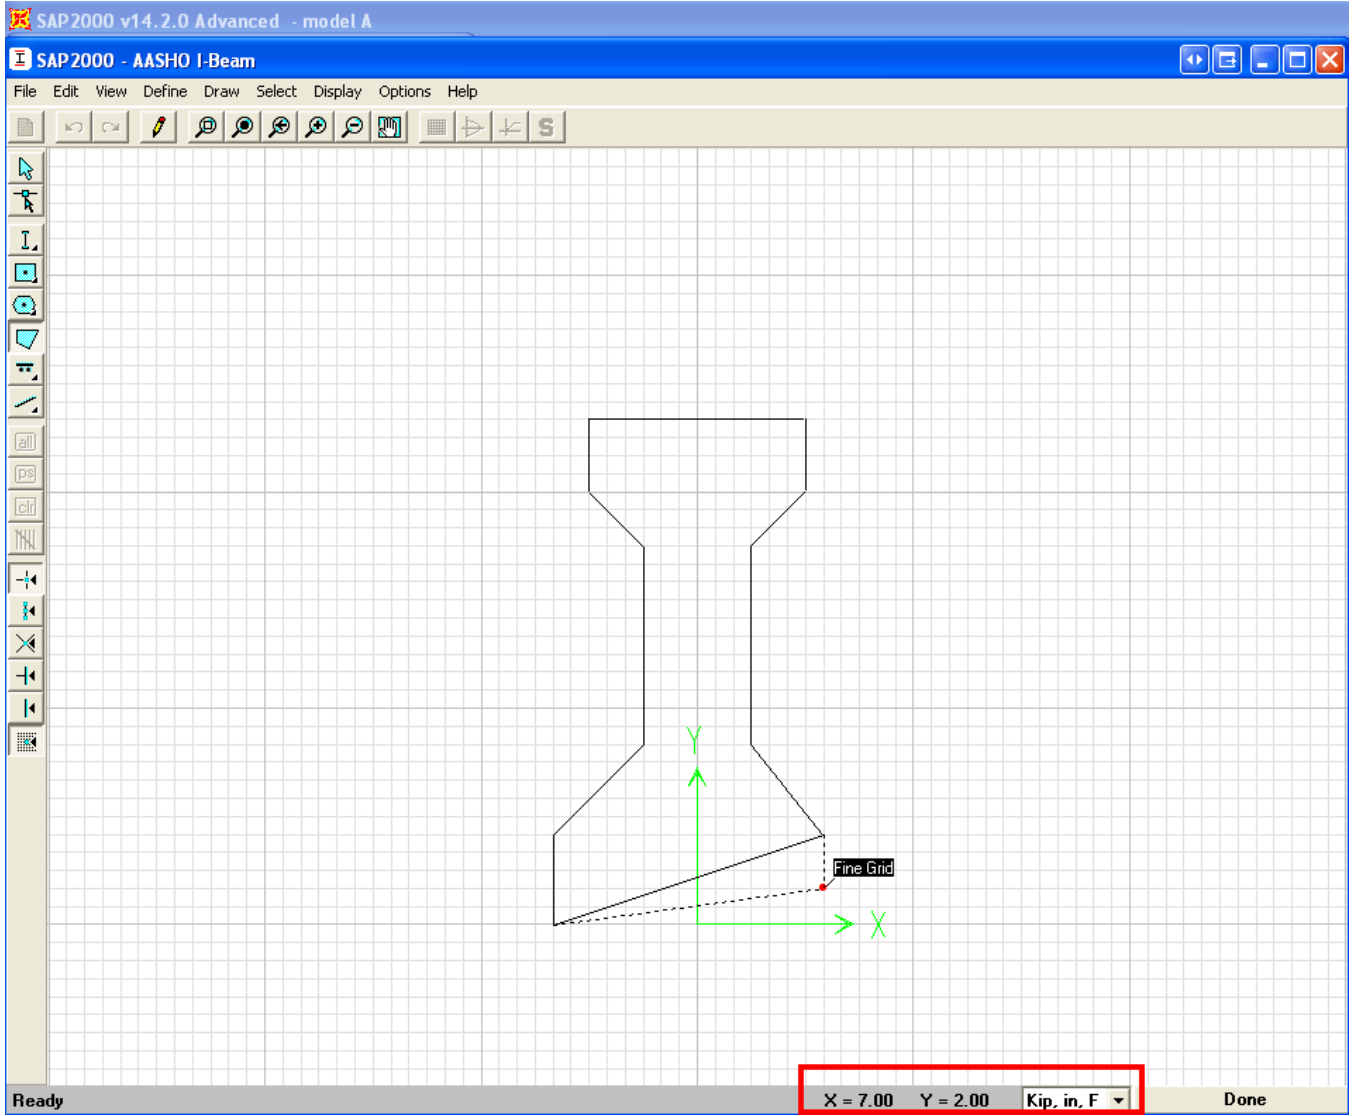 SAP2000 v14.2.0 Advanced - model A
SAP2000 - AASHO I-Beam
File Edit View Define Draw Select Display Options Help
S
all
ps
clr
Y
Fine Grid
X
Ready X = 7.00 Y = 2.00 Kip, in, F Done